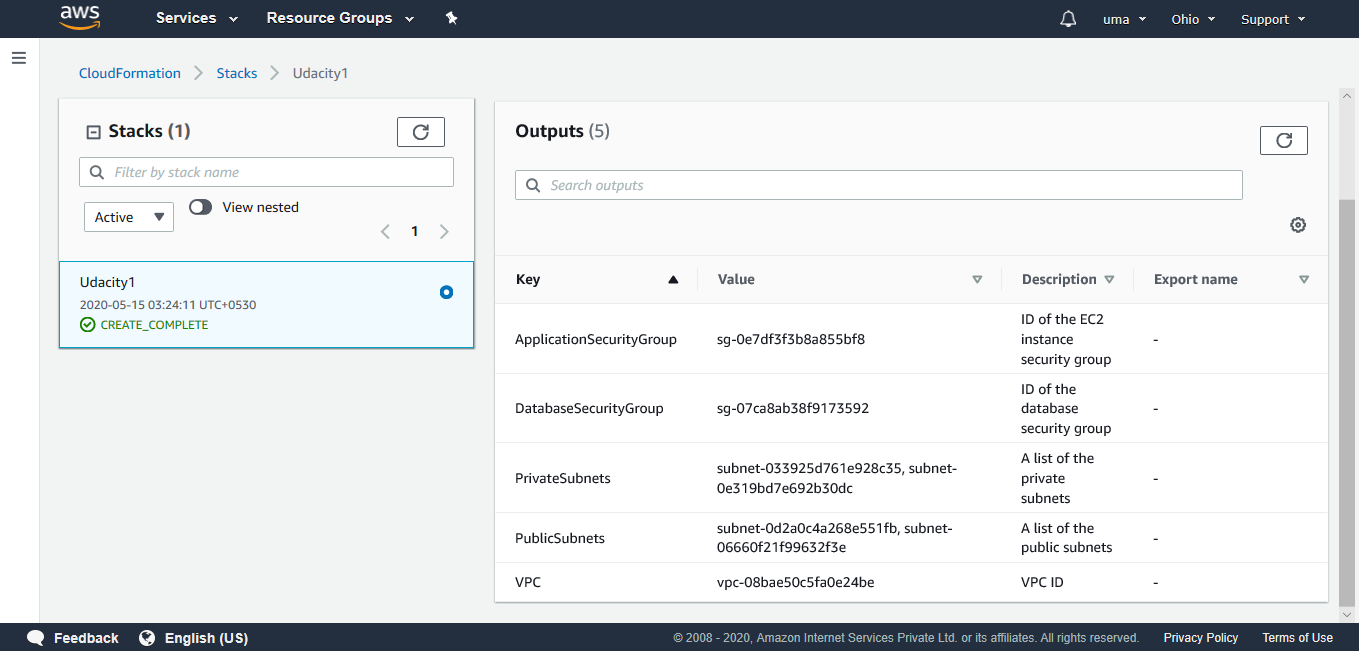 aws
Services
Resource Groups
uma
Ohio
Support
CloudFormation
Stacks
Udacity1
Stacks (1)
Filter by stack name
Active
View nested
1
Udacity1
2020-05-15 03:24:11 UTC+0530
CREATE_COMPLETE
Outputs (5)
Search outputs
Key
Value
Description
Export name
ApplicationSecurityGroup
sg-0e7df3f3b8a855bf8
ID of the EC2
instance
security group
-
DatabaseSecurityGroup
sg-07ca8ab38f9173592
ID of the
database
security group
-
PrivateSubnets
subnet-033925d761e928c35, subnet-
0e319bd7e692b30dc
A list of the
private
subnets
-
PublicSubnets
subnet-0d2a0c4a268e551fb, subnet-
06660f21f99632f3e
A list of the
public subnets
-
VPC
vpc-08bae50c5fa0e24be
VPC ID
-
Feedback
English (US)
© 2008 - 2020, Amazon Internet Services Private Ltd. or its affiliates. All rights reserved.
Privacy Policy
Terms of Use